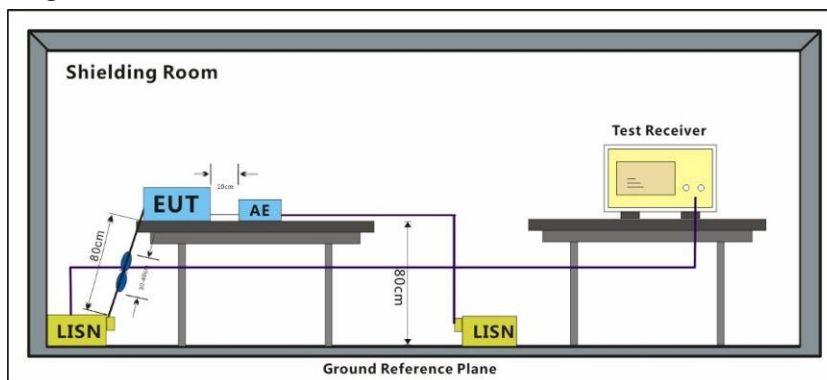 Shielding Room
Test Receiver
10cm
EUT
AE
80cm
80cm
LISN
LISN
Ground Reference Plane